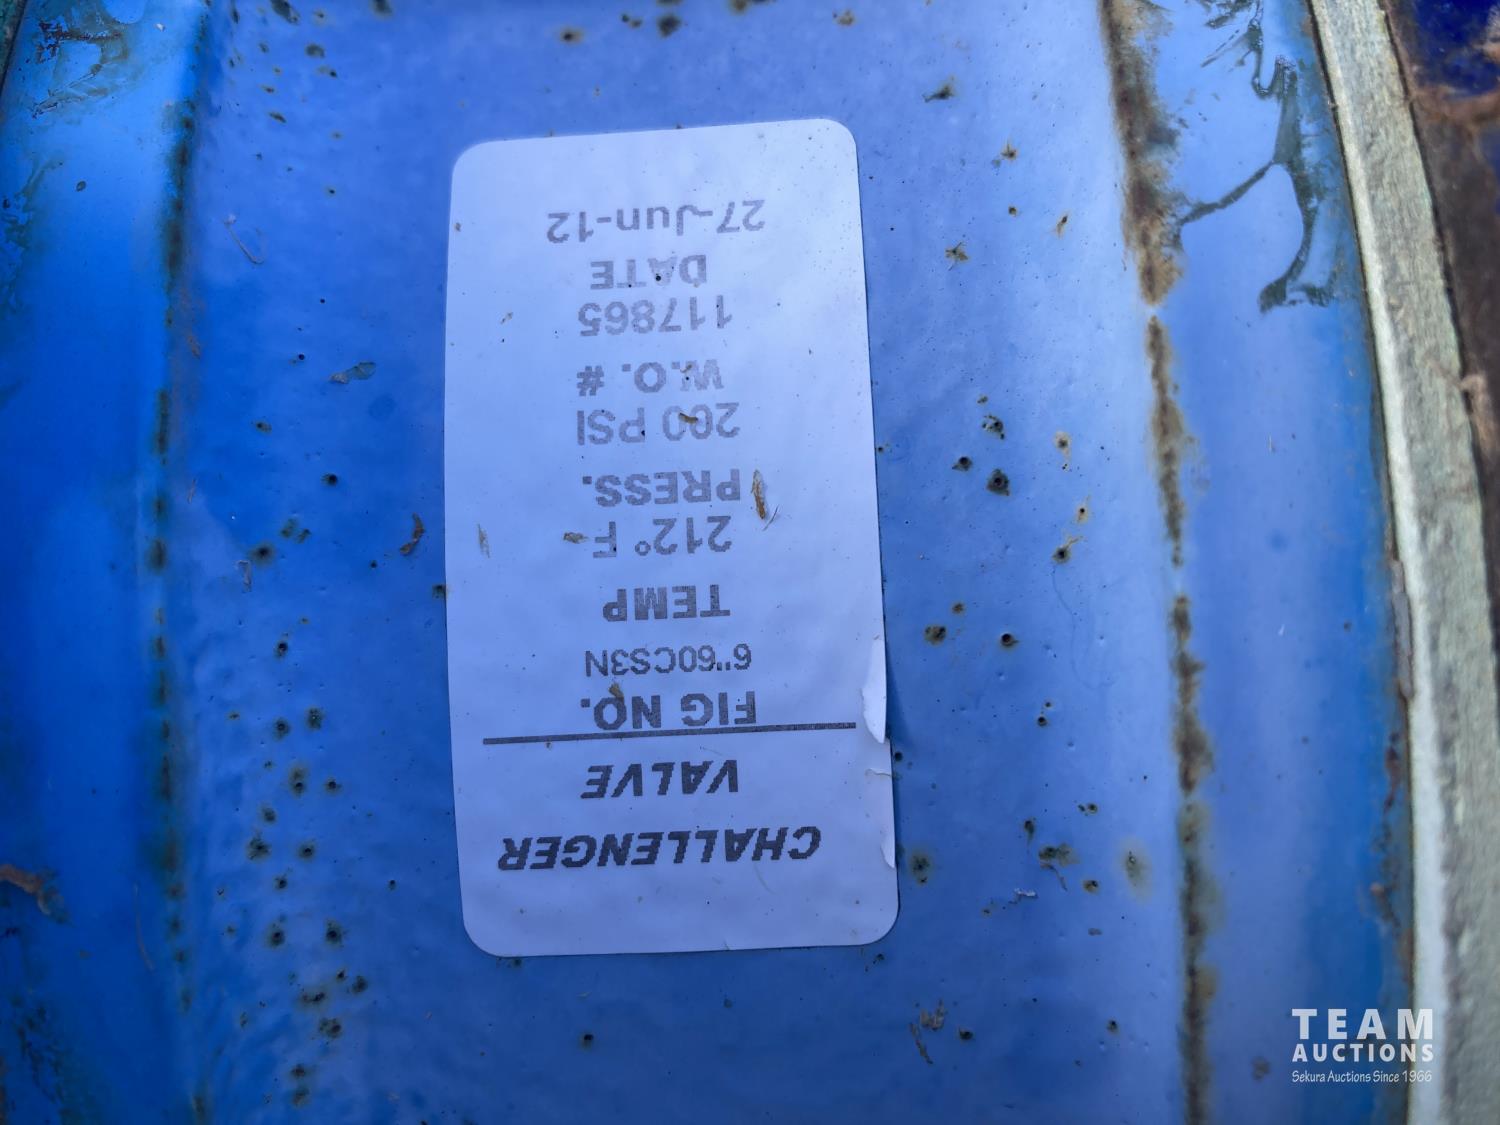 CHALLENGER
VALVE
FIG NO.
6"60CS3N
TEMP
212° F
PRESS.
200 PSI
W.O. #
117865
DATE
27-Jun-12
TEAM
AUCTIONS
Sekura Auctions Since 1966